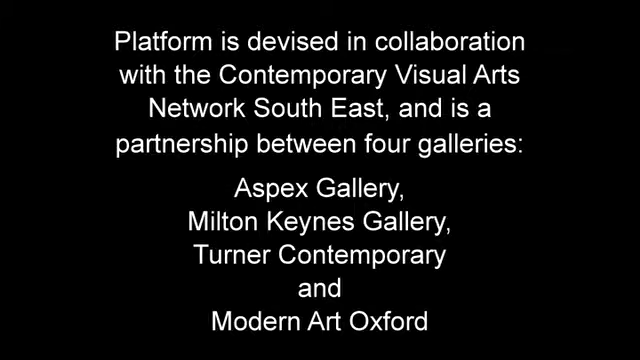 Platform is devised in collaboration
with the Contemporary Visual Arts
Network South East, and is a
partnership between four galleries:
Aspex Gallery,
Milton Keynes Gallery,
Turner Contemporary
and
Modern Art Oxford